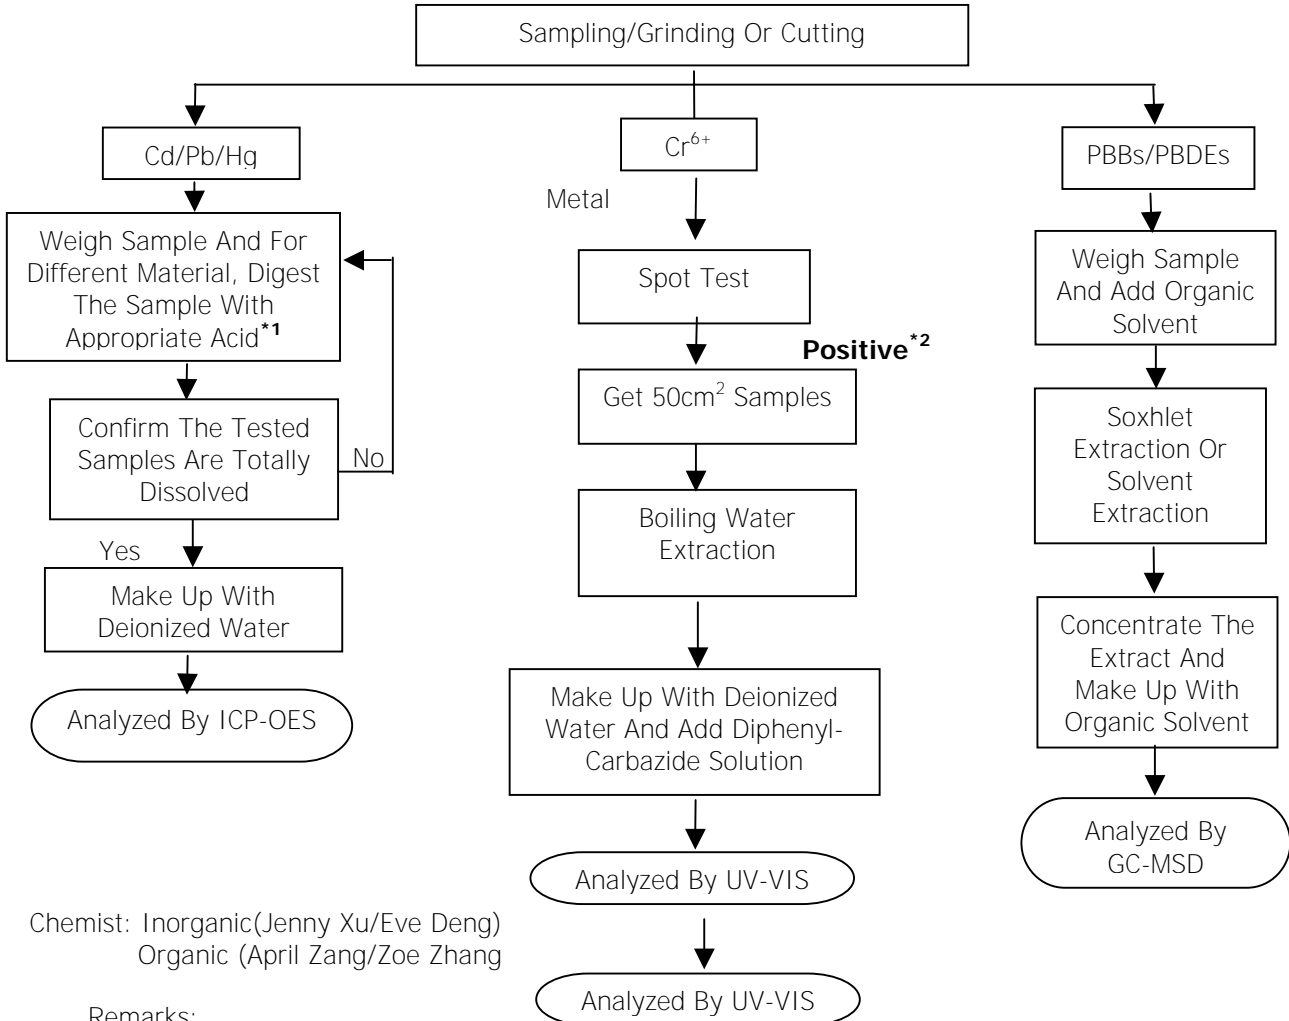 Sampling/Grinding Or Cutting
Cd/Pb/Hg
Weigh Sample And For
Different Material, Digest
The Sample With
Appropriate Acid*1
Confirm The Tested
Samples Are Totally
Dissolved
No
Yes
Make Up With
Deionized Water
Analyzed By ICP-OES
Cr6+
Metal
Spot Test
Positive*2
Get 50cm2 Samples
Boiling Water
Extraction
Make Up With Deionized
Water And Add Diphenyl-
Carbazide Solution
Analyzed By UV-VIS
Analyzed By UV-VIS
PBBs/PBDEs
Weigh Sample
And Add Organic
Solvent
Soxhlet
Extraction Or
Solvent
Extraction
Concentrate The
Extract And
Make Up With
Organic Solvent
Analyzed By
GC-MSD
Chemist: Inorganic(Jenny Xu/Eve Deng)
Organic (April Zang/Zoe Zhang
Remarks: